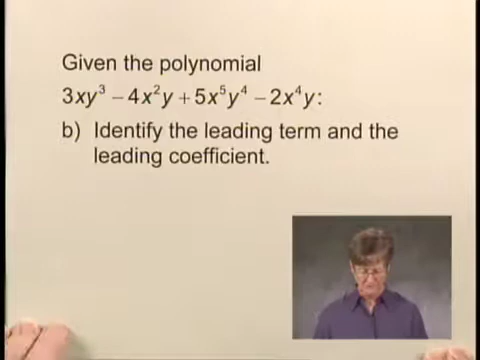 Given the polynomial
3xy³ – 4x²y + 5x⁵y⁴ – 2x⁴y:
b) Identify the leading term and the
leading coefficient.